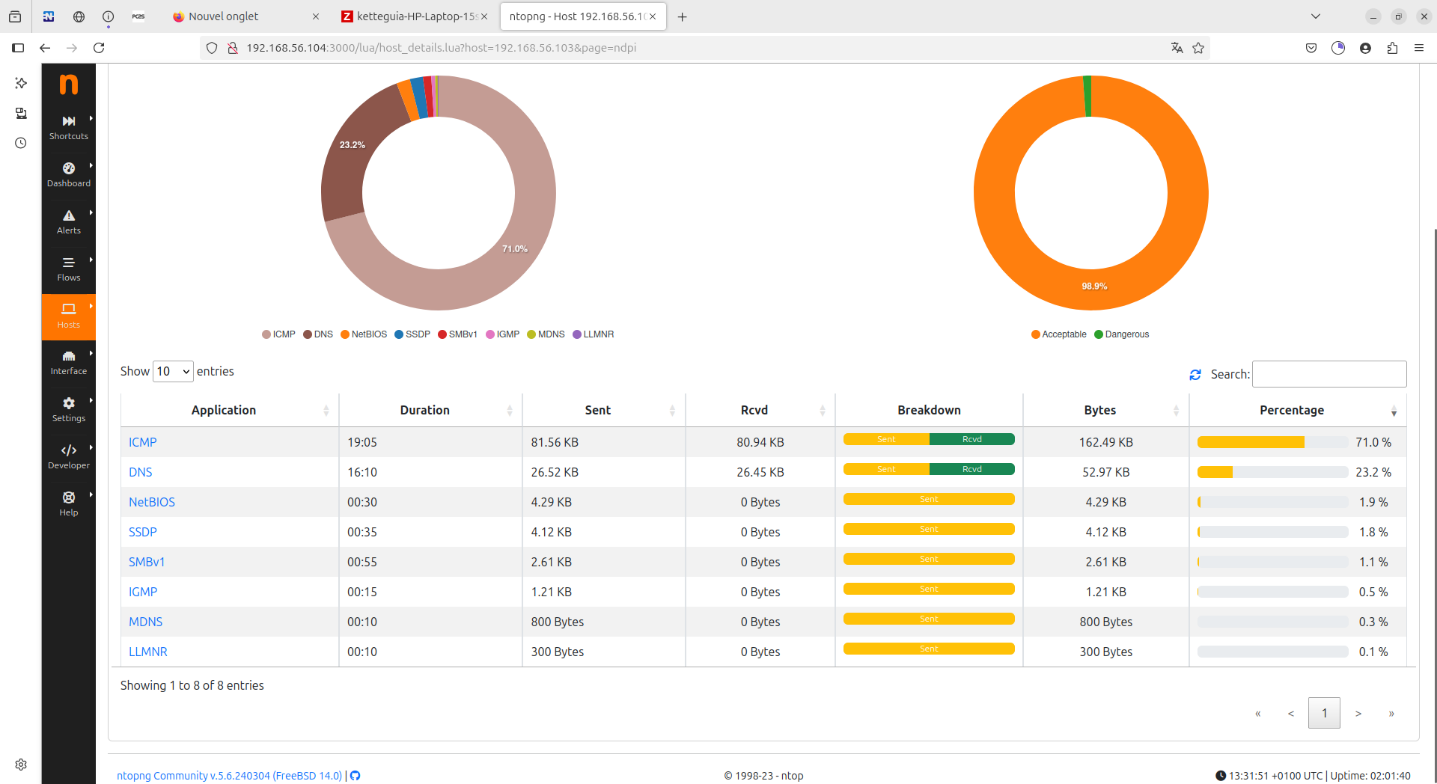 Nouvel onglet
ketteguia-HP-Laptop-15s
ntopng - Host 192.168.56.10
192.168.56.104:3000/lua/host_details.lua?host=192.168.56.103&page=ndpi
Shortcuts
Dashboard
Alerts
Flows
Hosts
Interface
Settings
Developer
Help
23.2%
71.0%
98.9%
ICMP DNS NetBIOS SSDP SMBv1 IGMP MDNS LLMNR
Acceptable Dangerous
Show 10 entries
Search:
Application Duration Sent Rcvd Breakdown Bytes Percentage
ICMP 19:05 81.56 KB 80.94 KB Sent Rcvd 162.49 KB 71.0 %
DNS 16:10 26.52 KB 26.45 KB Sent Rcvd 52.97 KB 23.2 %
NetBIOS 00:30 4.29 KB 0 Bytes Sent 4.29 KB 1.9 %
SSDP 00:35 4.12 KB 0 Bytes Sent 4.12 KB 1.8 %
SMBv1 00:55 2.61 KB 0 Bytes Sent 2.61 KB 1.1 %
IGMP 00:15 1.21 KB 0 Bytes Sent 1.21 KB 0.5 %
MDNS 00:10 800 Bytes 0 Bytes Sent 800 Bytes 0.3 %
LLMNR 00:10 300 Bytes 0 Bytes Sent 300 Bytes 0.1 %
Showing 1 to 8 of 8 entries
« < 1 > »
ntopng Community v.5.6.240304 (FreeBSD 14.0) |
© 1998-23 - ntop
13:31:51 +0100 UTC | Uptime: 02:01:40